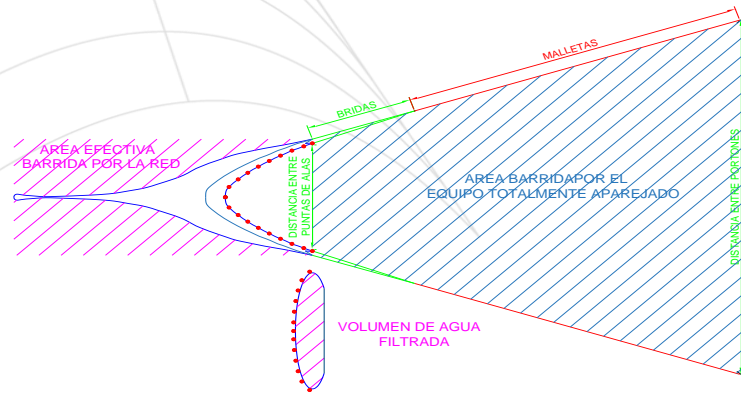 MALLETAS
BRIDAS
AREA EFECTIVA
BARRIDA POR LA RED
DISTANCIA ENTRE
PUNTAS DE ALAS
AREA BARRIDAPOR EL
EQUIPO TOTALMENTE APAREJADO
DISTANCIA ENTRE PORTONES
VOLUMEN DE AGUA
FILTRADA